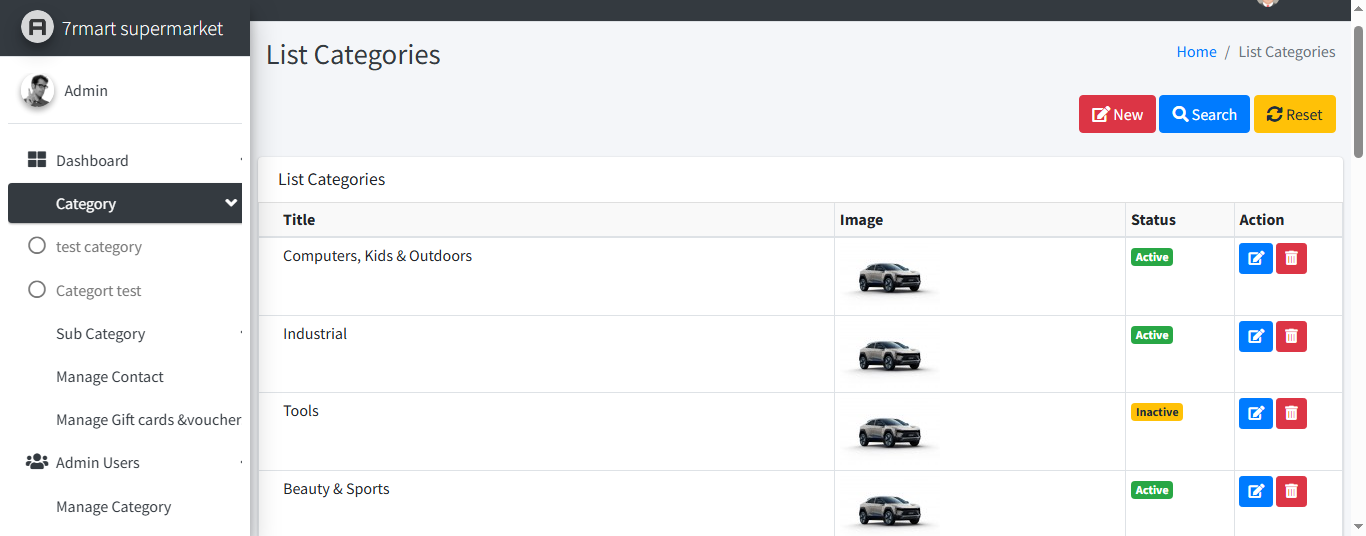 7rmart supermarket
Admin
Dashboard
Category
test category
Categort test
Sub Category
Manage Contact
Manage Gift cards &voucher
Admin Users
Manage Category
List Categories
Home / List Categories
New Search Reset
List Categories
Title Image Status Action
Computers, Kids & Outdoors Active
Industrial Active
Tools Inactive
Beauty & Sports Active